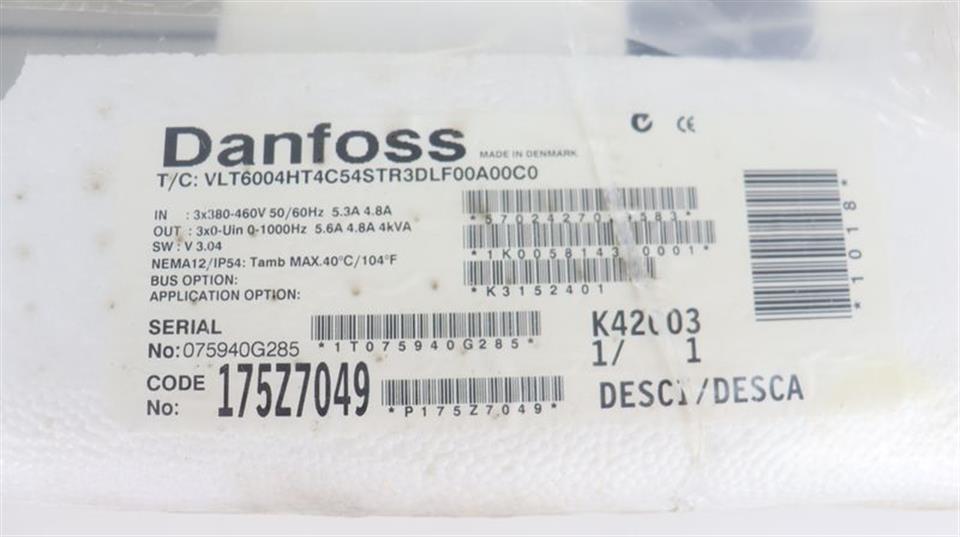 Danfoss
MADE IN DENMARK
T/C: VLT6004HT4C54STR3DLF00A00C0
IN : 3x380-460V 50/60Hz 5.3A 4.8A
OUT : 3x0-Uin 0-1000Hz 5.6A 4.8A 4kVA
SW : V 3.04
NEMA12/IP54: Tamb MAX.40°C/104°F
BUS OPTION:
APPLICATION OPTION:
*K3152401
*1018*
SERIAL
No:075940G285
*1T075940G285*
1/ 1
CODE
No: 175Z7049
*P175Z7049*